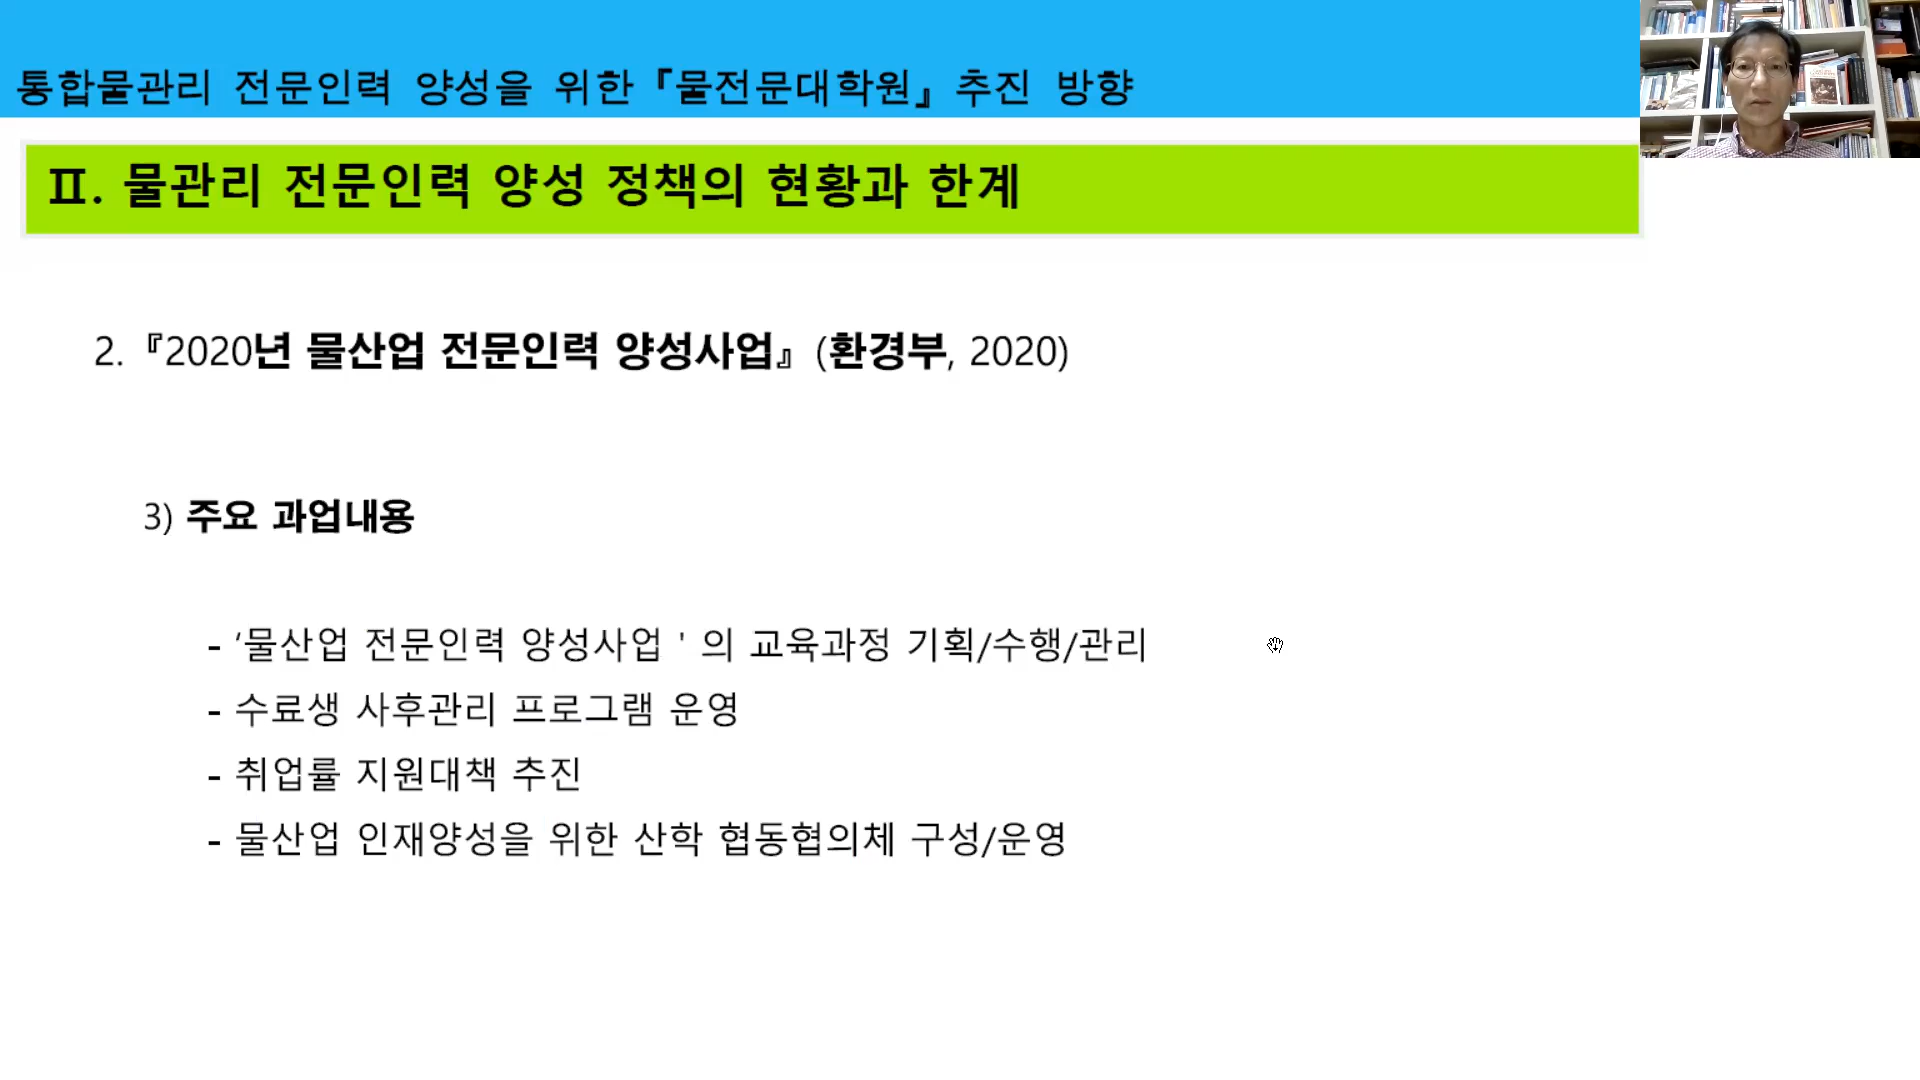 통합물관리 전문인력 양성을 위한『물전문대학원』추진 방향
Ⅱ. 물관리 전문인력 양성 정책의 현황과 한계
2.『2020년 물산업 전문인력 양성사업』(환경부, 2020)
3) 주요 과업내용
- ‘물산업 전문인력 양성사업 ' 의 교육과정 기획/수행/관리
- 수료생 사후관리 프로그램 운영
- 취업률 지원대책 추진
- 물산업 인재양성을 위한 산학 협동협의체 구성/운영